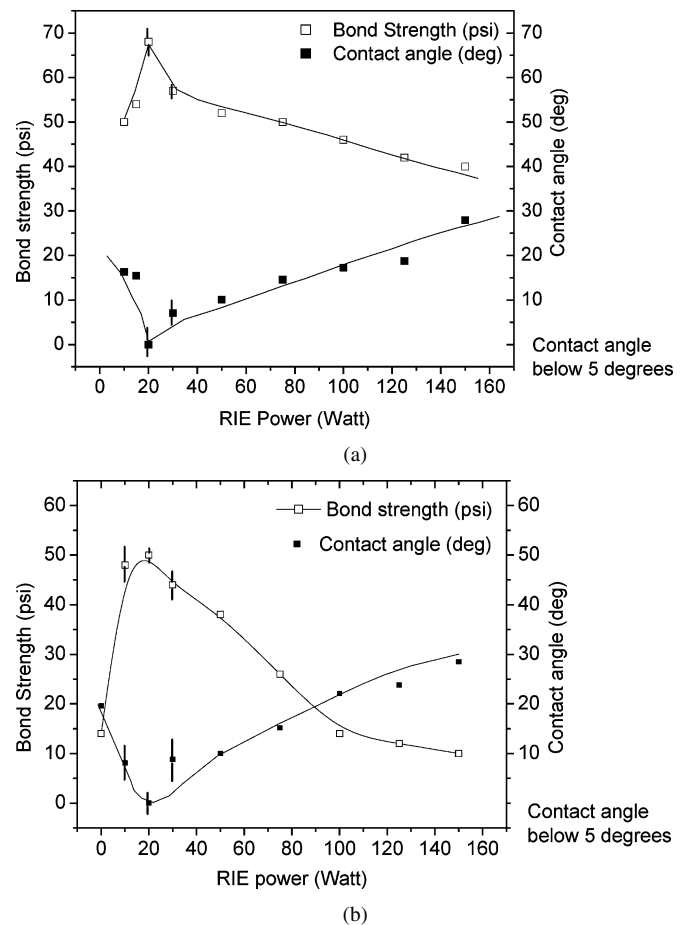 Bond Strength (psi)
Contact angle (deg)
70
60
50
40
30
20
10
0
Bond strength (psi)
70
60
50
40
30
20
10
0
Contact angle (deg)
Contact angle
below 5 degrees
0 20 40 60 80 100 120 140 160
RIE Power (Watt)
(a)
Bond strength (psi)
Contact angle (deg)
60
50
40
30
20
10
0
Bond Strength (psi)
60
50
40
30
20
10
0
Contact angle (deg)
Contact angle
below 5 degrees
0 20 40 60 80 100 120 140 160
RIE power (Watt)
(b)